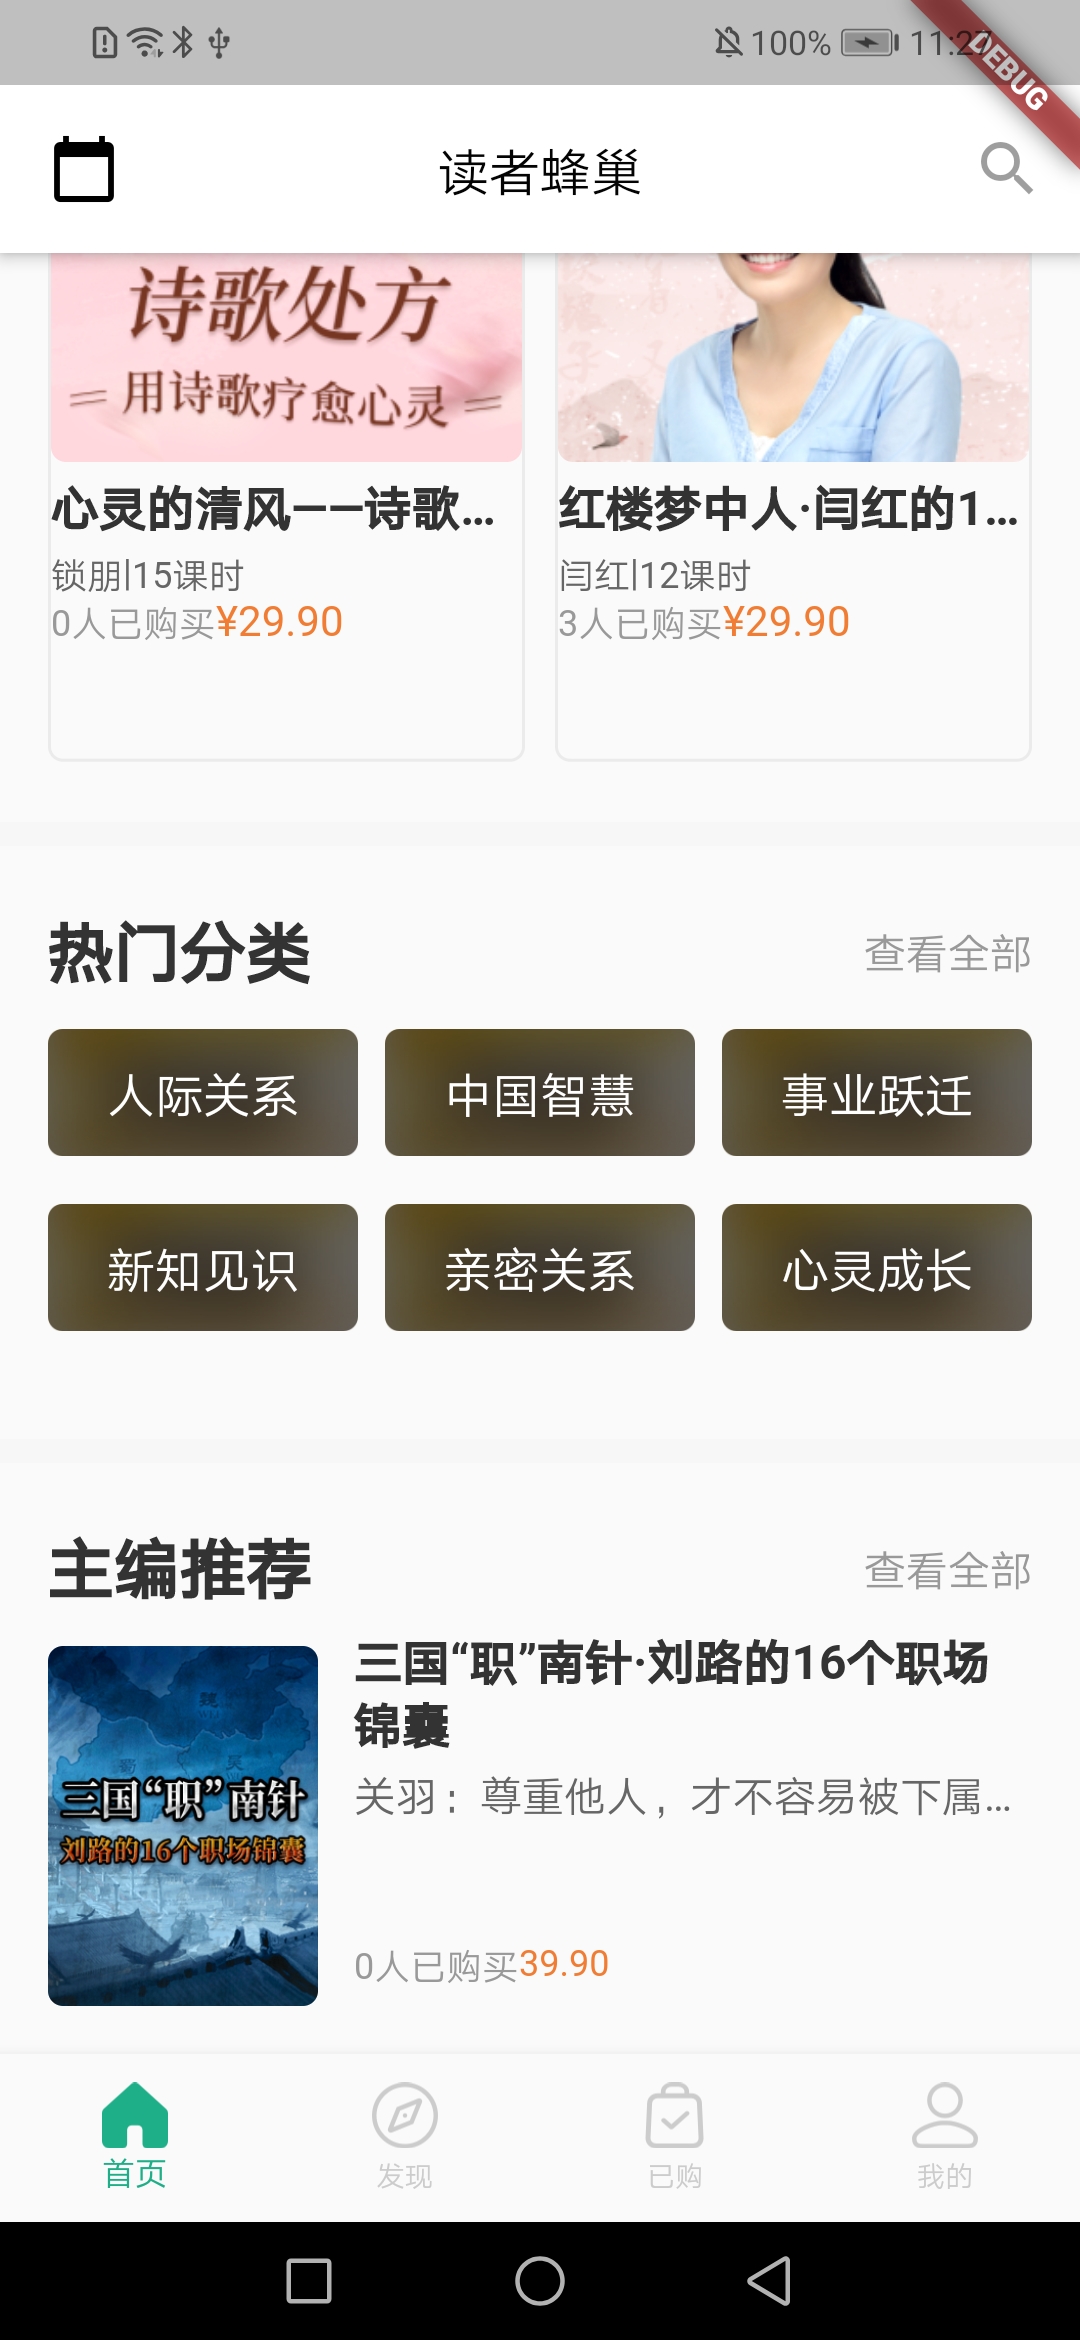 100% 11:27
DEBUG
读者蜂巢
诗歌处方
用诗歌疗愈心灵
心灵的清风——诗歌...
锁朋|15课时
0人已购买¥29.90
红楼梦中人·闫红的1...
闫红|12课时
3人已购买¥29.90
热门分类 查看全部
人际关系 中国智慧 事业跃迁
新知见识 亲密关系 心灵成长
主编推荐 查看全部
三国“职”南针
刘路的16个职场锦囊
三国“职”南针·刘路的16个职场
锦囊
关羽：尊重他人，才不容易被下属...
0人已购买39.90
首页 发现 已购 我的